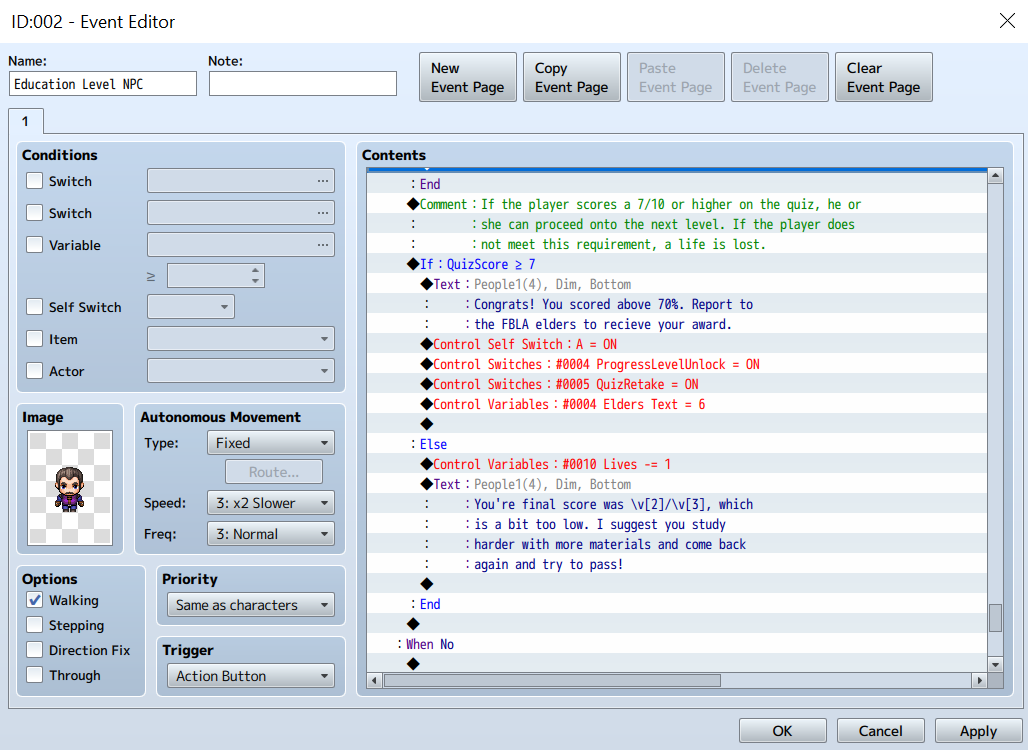 ID:002 - Event Editor
Name:
Note:
Education Level NPC
New
Event Page
Copy
Event Page
Paste
Event Page
Delete
Event Page
Clear
Event Page
1
Conditions
Switch
...
Switch
...
Variable
...
≥
Self Switch
Item
Actor
Image
Autonomous Movement
Type:
Fixed
Route...
Speed:
3: x2 Slower
Freq:
3: Normal
Options
Walking
Stepping
Direction Fix
Through
Priority
Same as characters
Trigger
Action Button
Contents
: End
◆Comment : If the player scores a 7/10 or higher on the quiz, he or
: : she can proceed onto the next level. If the player does
: : not meet this requirement, a life is lost.
◆If : QuizScore ≥ 7
◆Text : People1(4), Dim, Bottom
: : Congrats! You scored above 70%. Report to
: : the FBLA elders to recieve your award.
◆Control Self Switch : A = ON
◆Control Switches : #0004 ProgressLevelUnlock = ON
◆Control Switches : #0005 QuizRetake = ON
◆Control Variables : #0004 Elders Text = 6
◆
: Else
◆Control Variables : #0010 Lives -= 1
◆Text : People1(4), Dim, Bottom
: : You're final score was \v[2]/\v[3], which
: : is a bit too low. I suggest you study
: : harder with more materials and come back
: : again and try to pass!
◆
: End
◆
: When No
◆
OK
Cancel
Apply